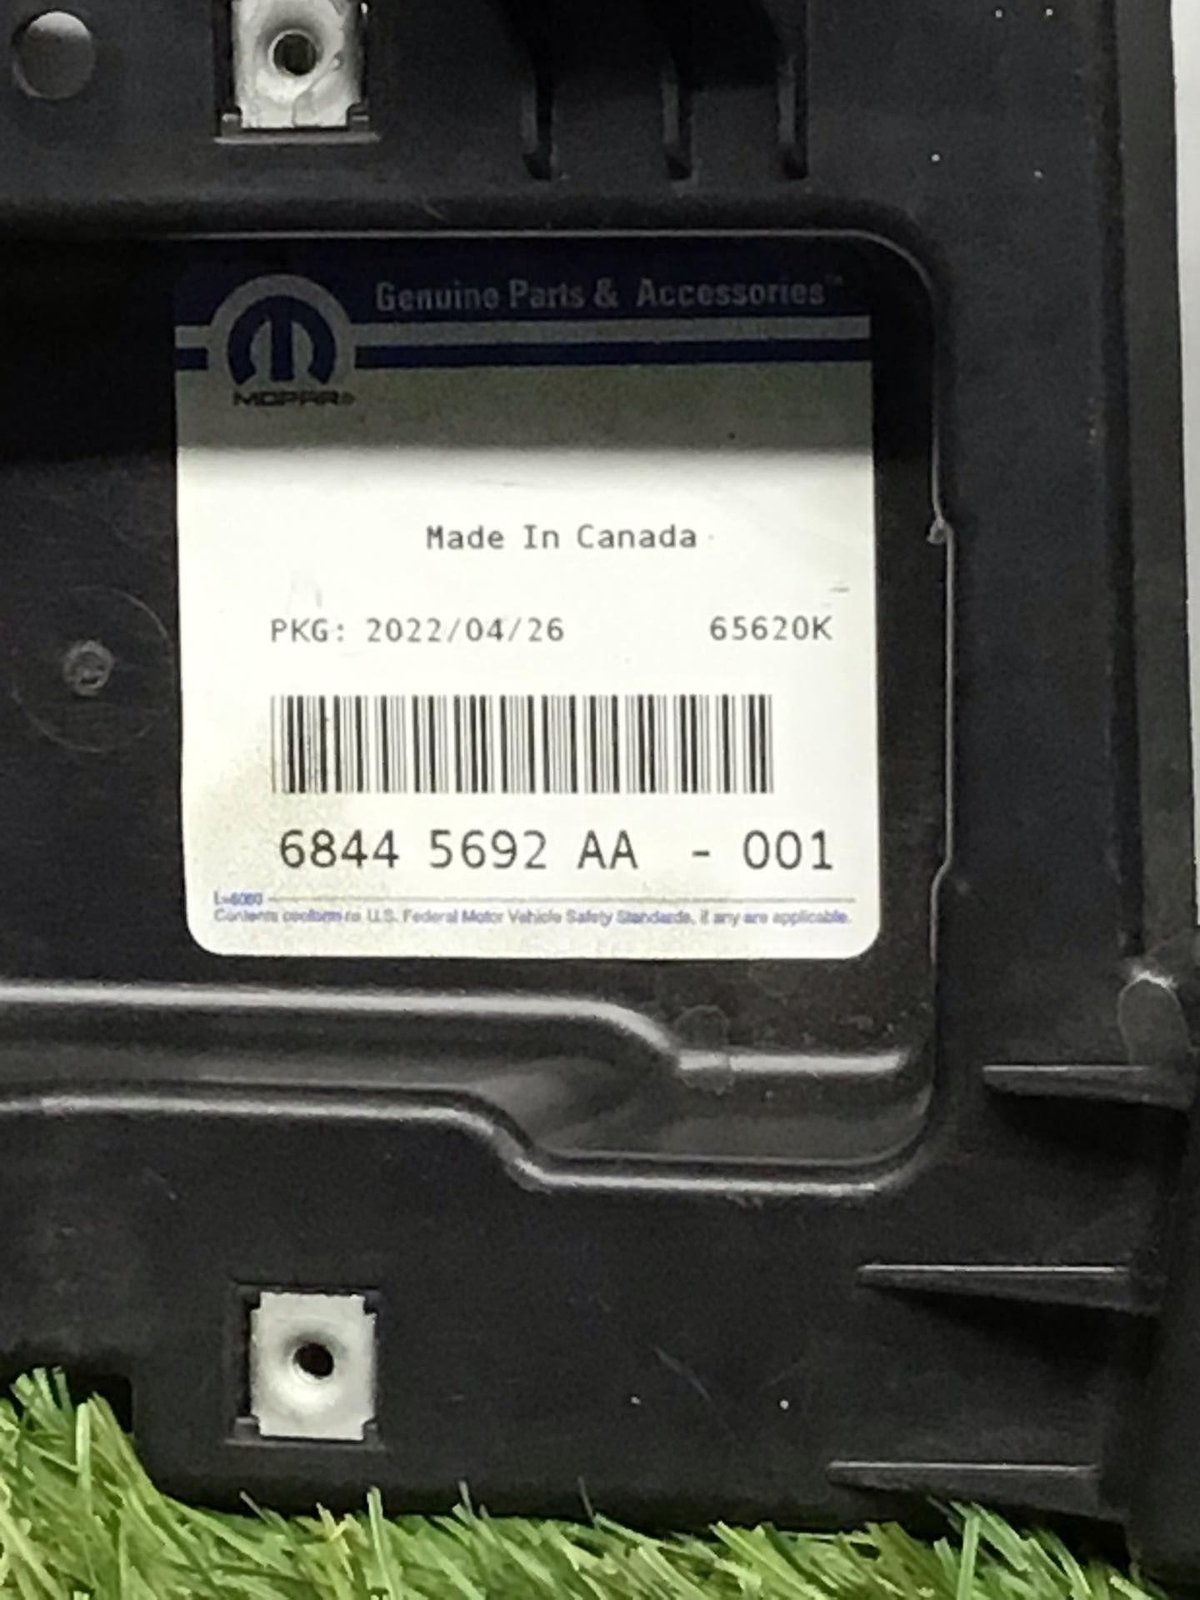 Genuine Parts & Accessories™
MOPAR®
Made In Canada
PKG: 2022/04/26 65620K
6844 5692 AA - 001
Contents conform to U.S. Federal Motor Vehicle Safety Standards, if any are applicable.